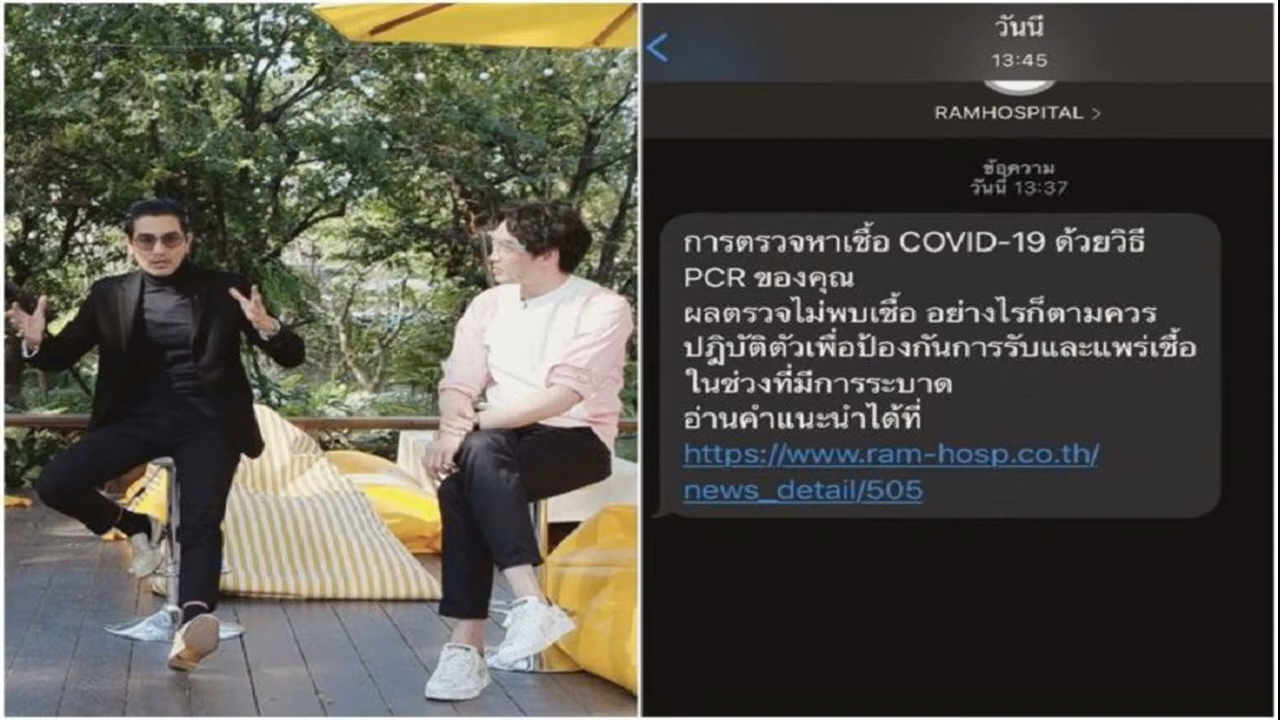 วันนี้
13:45
RAMHOSPITAL >
ข้อความ
วันนี้ 13:37
การตรวจหาเชื้อ COVID-19 ด้วยวิธี
PCR ของคุณ
ผลตรวจไม่พบเชื้อ อย่างไรก็ตามควร
ปฎิบัติตัวเพื่อป้องกันการรับและแพร่เชื้อ
ในช่วงที่มีการระบาด
อ่านคำแนะนำได้ที่
https://www.ram-hosp.co.th/
news_detail/505